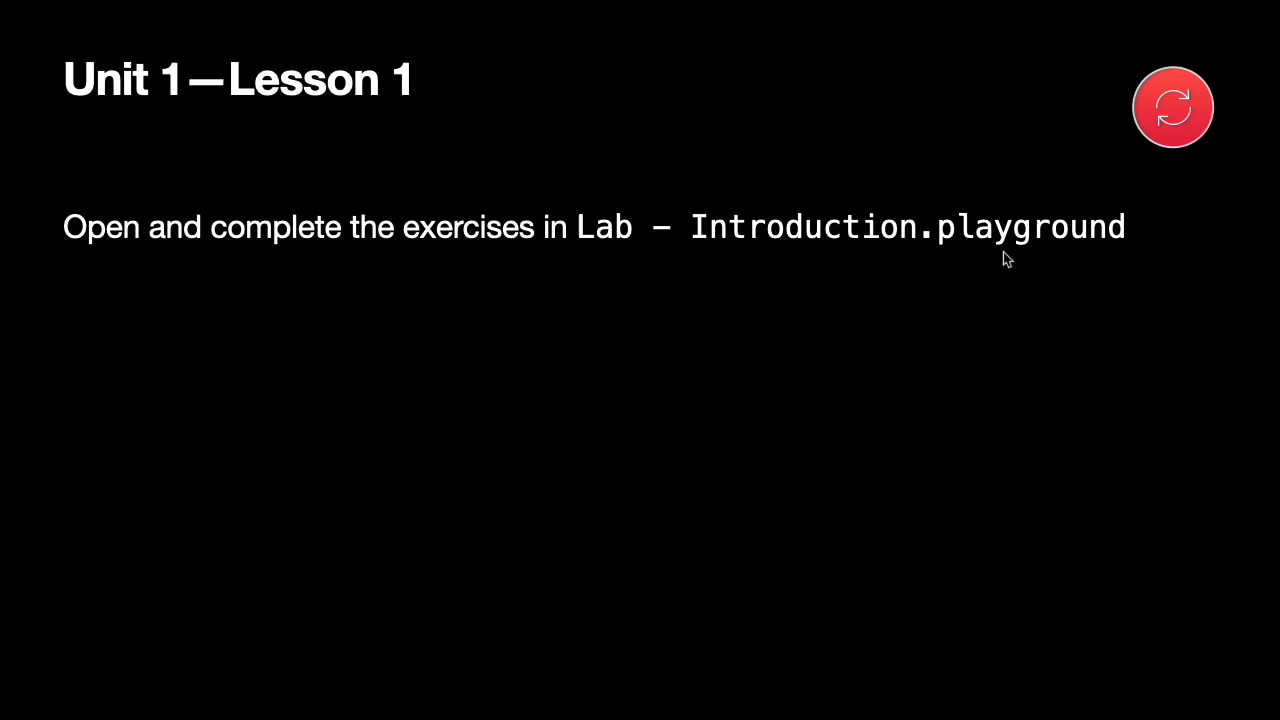 Unit 1—Lesson 1
Open and complete the exercises in Lab - Introduction.playground